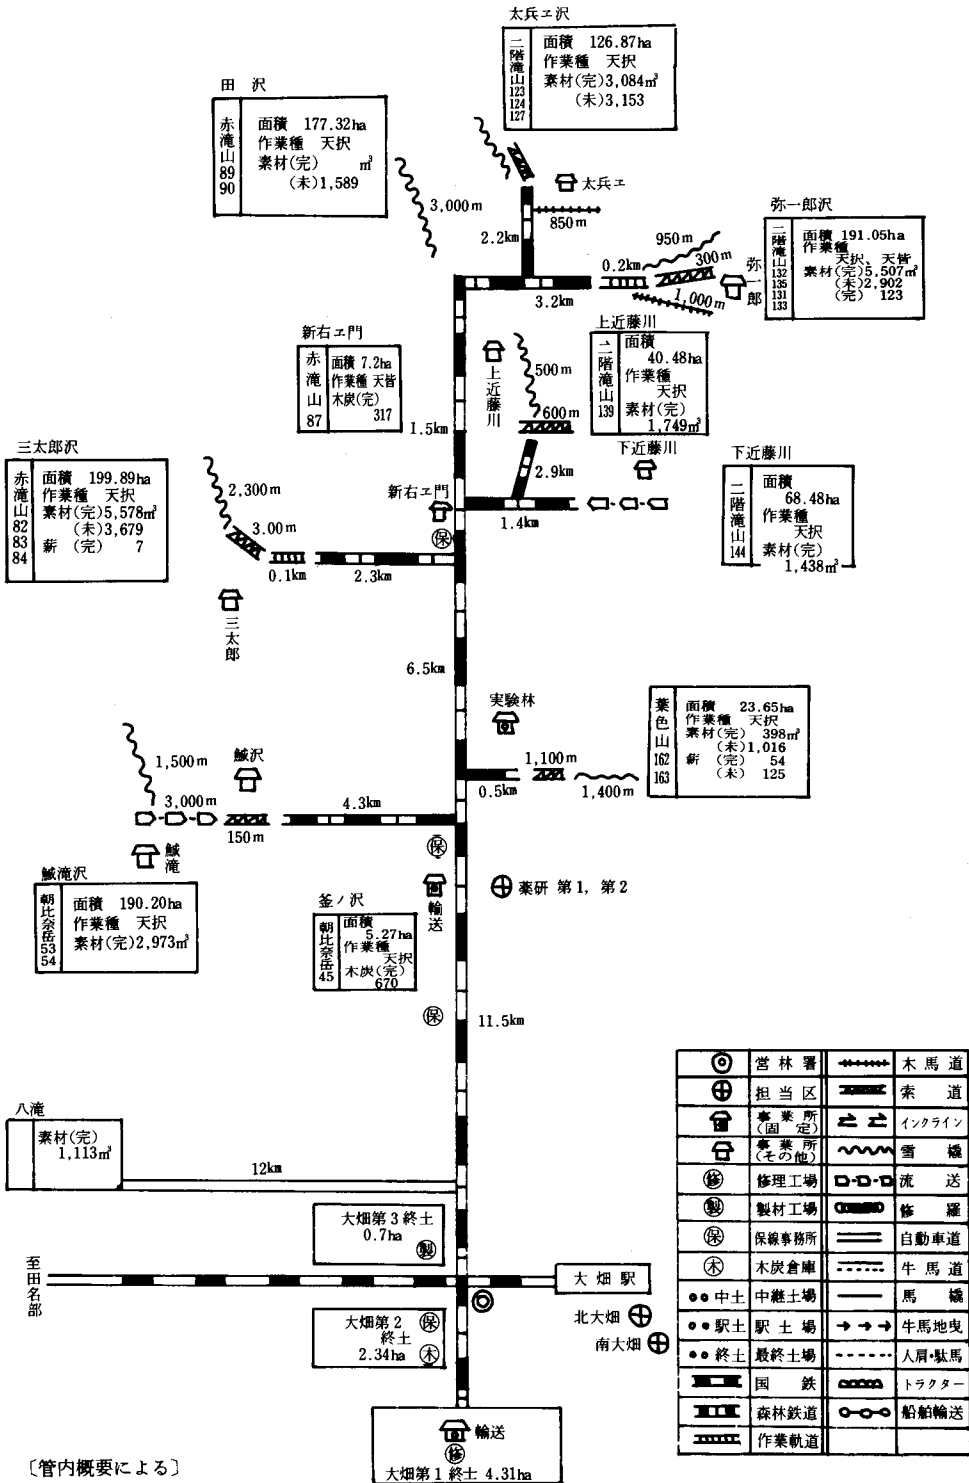 太兵ヱ沢
二階滝山
123
124
127
面積 126.87ha
作業種 天択
素材(完)3,084㎥
(未)3,153
田 沢
赤滝山
89
90
面積 177.32ha
作業種 天択
素材(完) ㎥
(未)1,589
3,000m
太兵ヱ
850m
2.2km
弥一郎沢
二階滝山
132
135
131
133
面積 191.05ha
作業種
天択、天皆
素材(完)5.507㎥
(未)2,902
(完) 123
950m
0.2km
300m
弥一郎
3.2km
1,000m
新右ヱ門
赤滝山
87
面積 7.2ha
作業種 天皆
木炭(完)
317
1.5km
上近藤川
500m
600m
上近藤川
二階滝山
139
面積
40.48ha
作業種
天択
素材(完)
1,749㎥
下近藤川
2.9km
1.4km
下近藤川
二階滝山
144
面積
68.48ha
作業種
天択
素材(完)
1,438㎥
三太郎沢
赤滝山
82
83
84
面積 199.89ha
作業種 天択
素材(完)5,578㎥
(未)3,679
薪 (完) 7
2,300m
3.00m
新右ヱ門
保
0.1km
2.3km
三太郎
6.5km
実験林
葉色山
162
163
面積 23.65ha
作業種 天択
素材(完) 398㎥
(未)1,016
薪 (完) 54
(未) 125
1,100m
0.5km
1,400m
1,500m
鰔沢
3,000m
4.3km
150m
鰔滝
保
輸送
薬研 第1, 第2
鰔滝沢
朝比奈岳
53
54
面積 190.20ha
作業種 天択
素材(完)2,973㎥
釜ノ沢
朝比奈岳
45
面積
5.27ha
作業種
天択
木炭(完)
670
保
11.5km
八滝
素材(完)
1,113㎥
12km
大畑第3終土
0.7ha
製
至田名部
大畑駅
北大畑
南大畑
大畑第2 保
終土
2.34ha 木
輸送
修
大畑第1終土 4.31ha
〔管内概要による〕
営林署 木馬道
担当区 索道
事業所(固定) インクライン
事業所(その他) 雪橇
修 修理工場 流送
製 製材工場 修羅
保 保線事務所 自動車道
木 木炭倉庫 牛馬道
中土 中継土場 馬橇
駅土 駅土場 牛馬地曳
終土 最終土場 人肩・駄馬
国鉄 トラクター
森林鉄道 船舶輸送
作業軌道